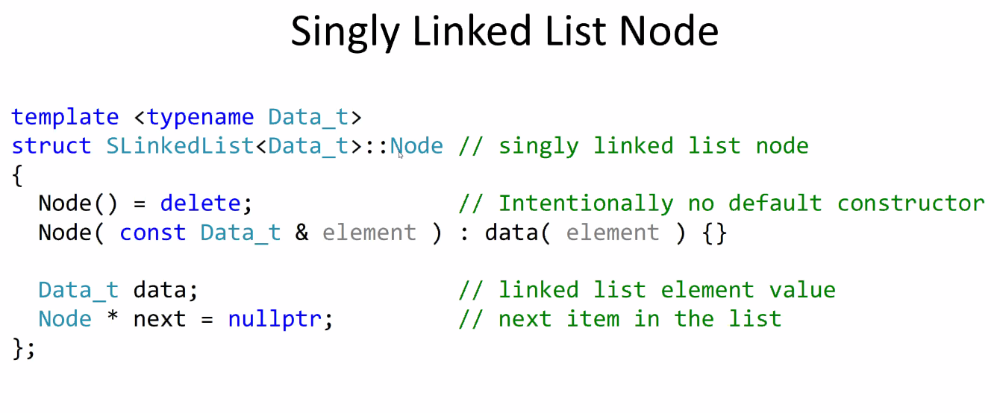 Singly Linked List Node
template <typename Data_t>
struct SLinkedList<Data_t>::Node // singly linked list node
{
Node() = delete; // Intentionally no default constructor
Node( const Data_t & element ) : data( element ) {}
Data_t data; // linked list element value
Node * next = nullptr; // next item in the list
};